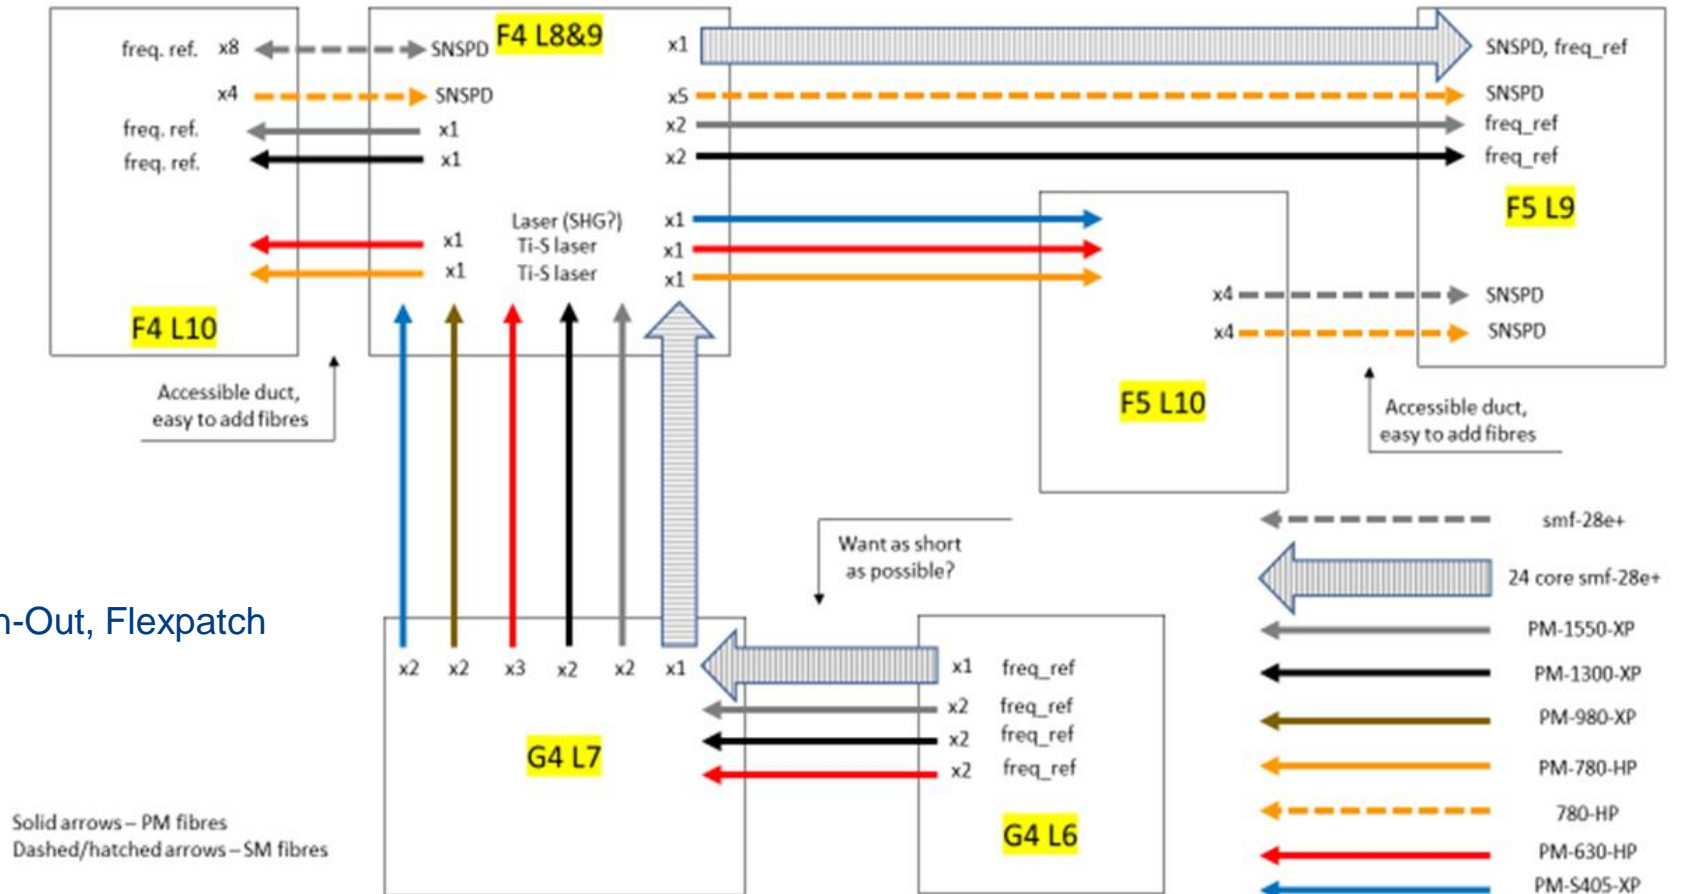 freq. ref. x8 SNSPD
F4 L8&9
x4 SNSPD
freq. ref. x1
freq. ref. x1
x1
x1
Laser (SHG?)
Ti-S laser
Ti-S laser
F4 L10
x1 SNSPD, freq_ref
x5 SNSPD
x2 freq_ref
x2 freq_ref
x1
x1
x1
F5 L9
x4 SNSPD
x4 SNSPD
F5 L10
Accessible duct,
easy to add fibres
Accessible duct,
easy to add fibres
Want as short
as possible?
n-Out, Flexpatch
x2 x2 x3 x2 x2 x1
x1 freq_ref
x2 freq_ref
x2 freq_ref
x2 freq_ref
G4 L7
G4 L6
smf-28e+
24 core smf-28e+
PM-1550-XP
PM-1300-XP
PM-980-XP
PM-780-HP
780-HP
PM-630-HP
PM-S405-XP
Solid arrows – PM fibres
Dashed/hatched arrows – SM fibres